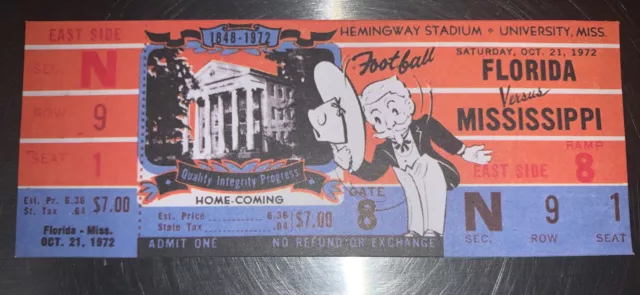 EAST SIDE
SEC. N
ROW 9
SEAT 1
Est. Pr. 6.36
St. Tax .64 $7.00
Florida - Miss.
OCT. 21, 1972
1848-1972
Quality Integrity Progress
HOME-COMING
Est. Price 6.36
State Tax .64 $7.00
ADMIT ONE NO REFUND OR EXCHANGE
HEMINGWAY STADIUM • UNIVERSITY, MISS.
SATURDAY, OCT. 21, 1972
Football
FLORIDA
Versus
MISSISSIPPI
EAST SIDE
RAMP
8
GATE
8
N 9 1
SEC. ROW SEAT